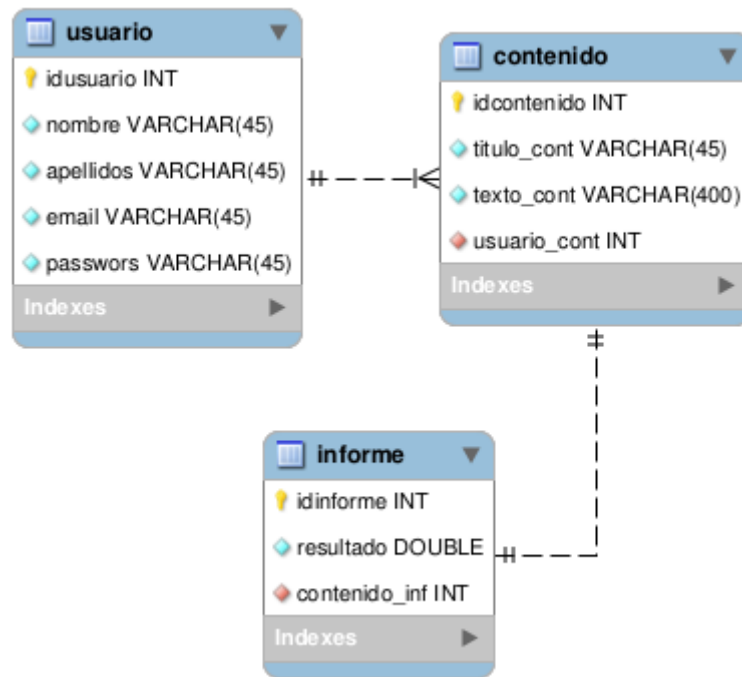 usuario
idusuario INT
nombre VARCHAR(45)
apellidos VARCHAR(45)
email VARCHAR(45)
passwors VARCHAR(45)
Indexes
contenido
idcontenido INT
titulo_cont VARCHAR(45)
texto_cont VARCHAR(400)
usuario_cont INT
Indexes
informe
idinforme INT
resultado DOUBLE
contenido_inf INT
Indexes